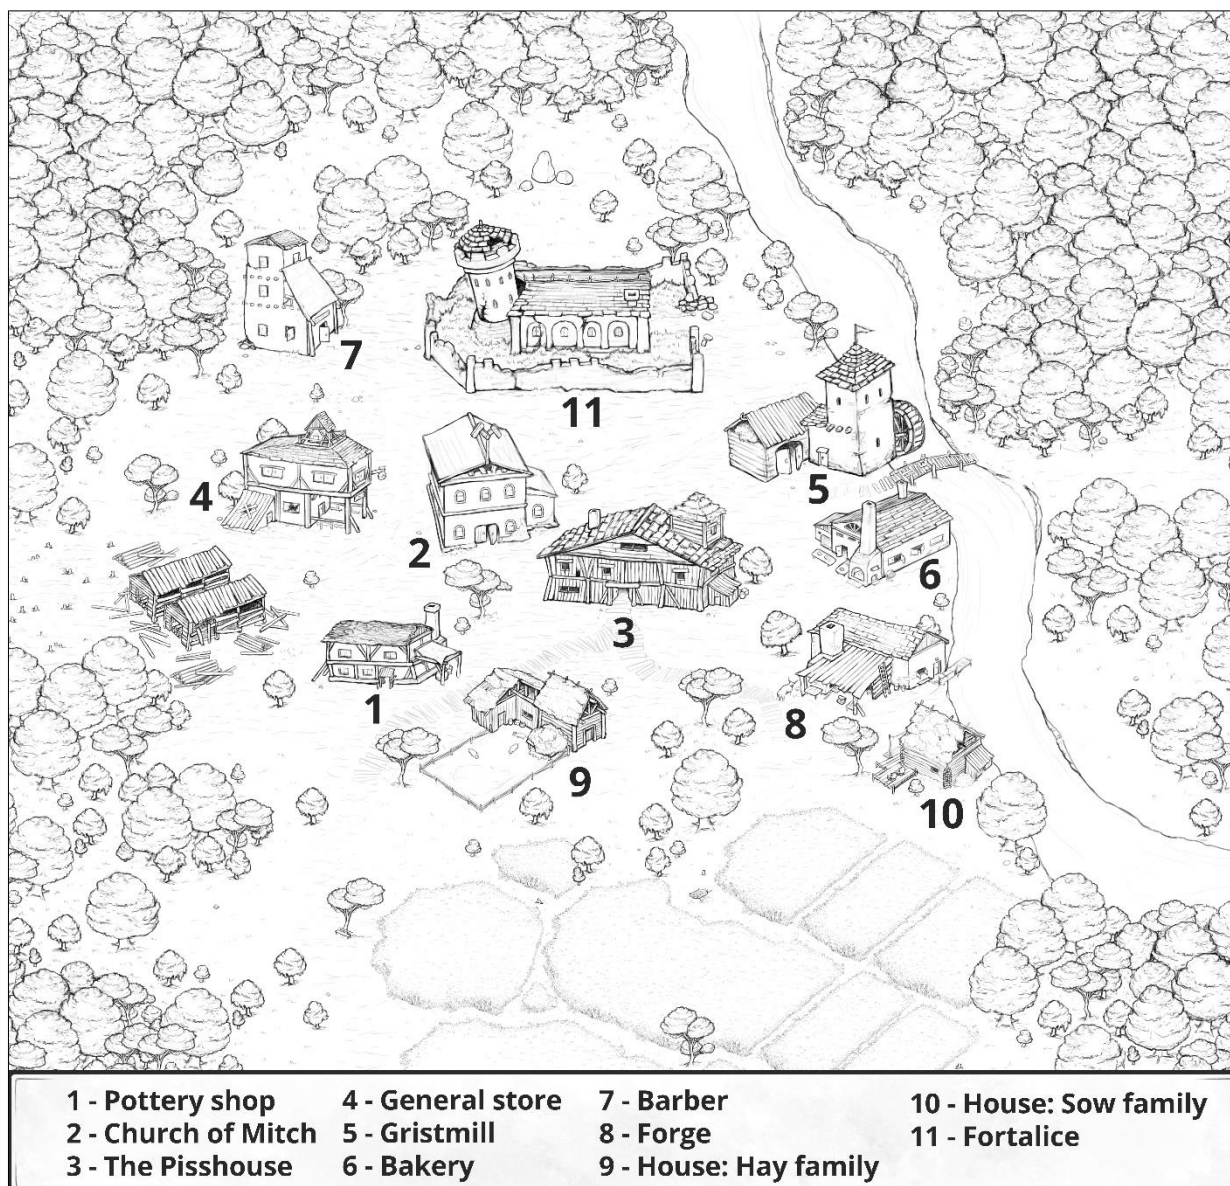 7
11
4
5
2
6
3
1
8
9
10
1 - Pottery shop
2 - Church of Mitch
3 - The Pisshouse
4 - General store
5 - Gristmill
6 - Bakery
7 - Barber
8 - Forge
9 - House: Hay family
10 - House: Sow family
11 - Fortalice